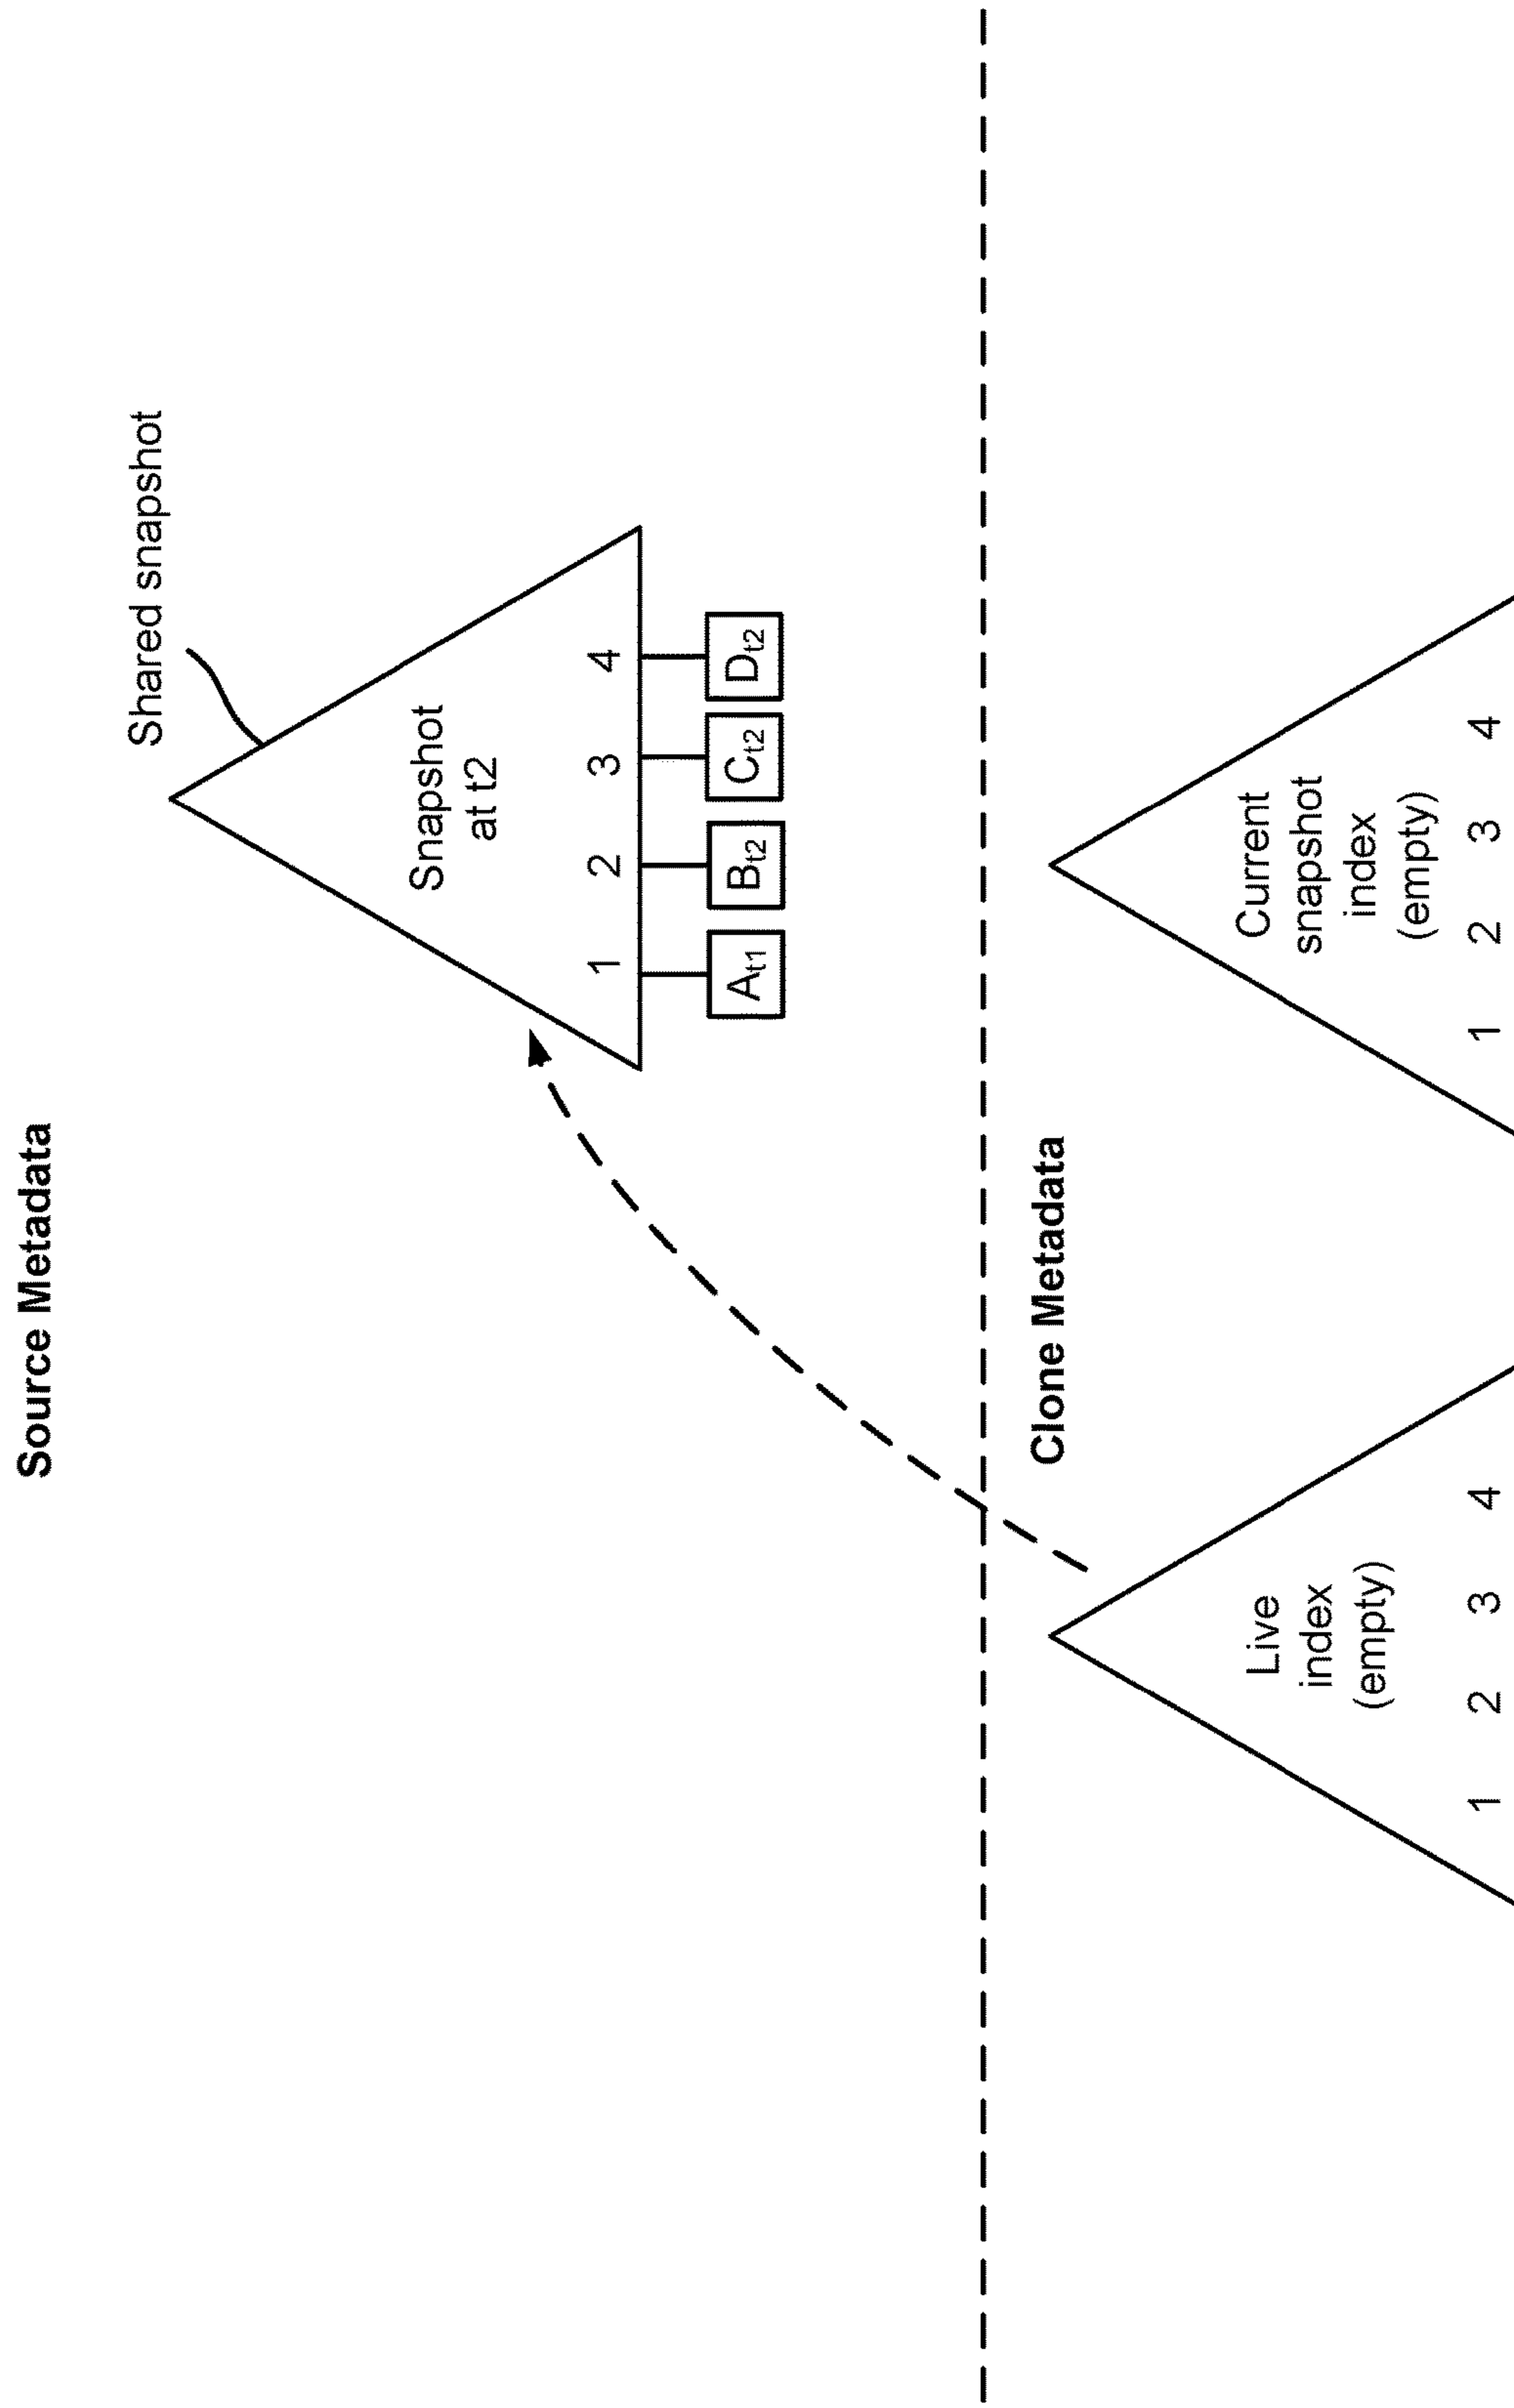 Source Metadata
Shared snapshot
Snapshot
at t2
1 2 3 4
At1 Bt2 Ct2 Dt2
Clone Metadata
Live
index
(empty)
1 2 3 4
Current
snapshot
index
(empty)
1 2 3 4